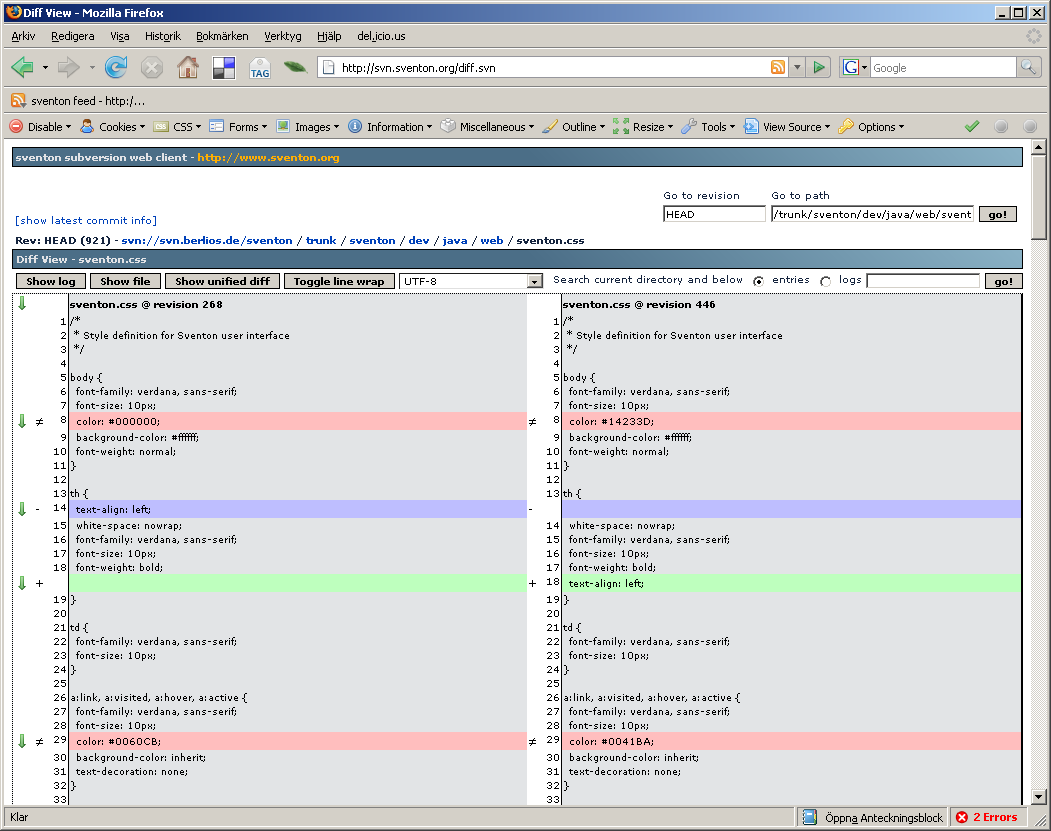 Diff View - Mozilla Firefox
Arkiv Redigera Visa Historik Bokmärken Verktyg Hjälp del.icio.us
TAG http://svn.sventon.org/diff.svn G Google
sventon feed - http:/...
Disable Cookies CSS Forms Images Information Miscellaneous Outline Resize Tools View Source Options
sventon subversion web client - http://www.sventon.org
Go to revision Go to path
[show latest commit info] HEAD /trunk/sventon/dev/java/web/svent go!
Rev: HEAD (921) - svn://svn.berlios.de/sventon / trunk / sventon / dev / java / web / sventon.css
Diff View - sventon.css
Show log Show file Show unified diff Toggle line wrap UTF-8 Search current directory and below entries logs go!
sventon.css @ revision 268 sventon.css @ revision 446
1 /* 1 /*
2 * Style definition for Sventon user interface 2 * Style definition for Sventon user interface
3 */ 3 */
4 4
5 body { 5 body {
6 font-family: verdana, sans-serif; 6 font-family: verdana, sans-serif;
7 font-size: 10px; 7 font-size: 10px;
≠ 8 color: #000000; ≠ 8 color: #14233D;
9 background-color: #ffffff; 9 background-color: #ffffff;
10 font-weight: normal; 10 font-weight: normal;
11 } 11 }
12 12
13 th { 13 th {
- 14 text-align: left; -
15 white-space: nowrap; 14 white-space: nowrap;
16 font-family: verdana, sans-serif; 15 font-family: verdana, sans-serif;
17 font-size: 10px; 16 font-size: 10px;
18 font-weight: bold; 17 font-weight: bold;
+ + 18 text-align: left;
19 } 19 }
20 20
21 td { 21 td {
22 font-family: verdana, sans-serif; 22 font-family: verdana, sans-serif;
23 font-size: 10px; 23 font-size: 10px;
24 } 24 }
25 25
26 a:link, a:visited, a:hover, a:active { 26 a:link, a:visited, a:hover, a:active {
27 font-family: verdana, sans-serif; 27 font-family: verdana, sans-serif;
28 font-size: 10px; 28 font-size: 10px;
≠ 29 color: #0060CB; ≠ 29 color: #0041BA;
30 background-color: inherit; 30 background-color: inherit;
31 text-decoration: none; 31 text-decoration: none;
32 } 32 }
33 33
Klar Öppna Anteckningsblock 2 Errors